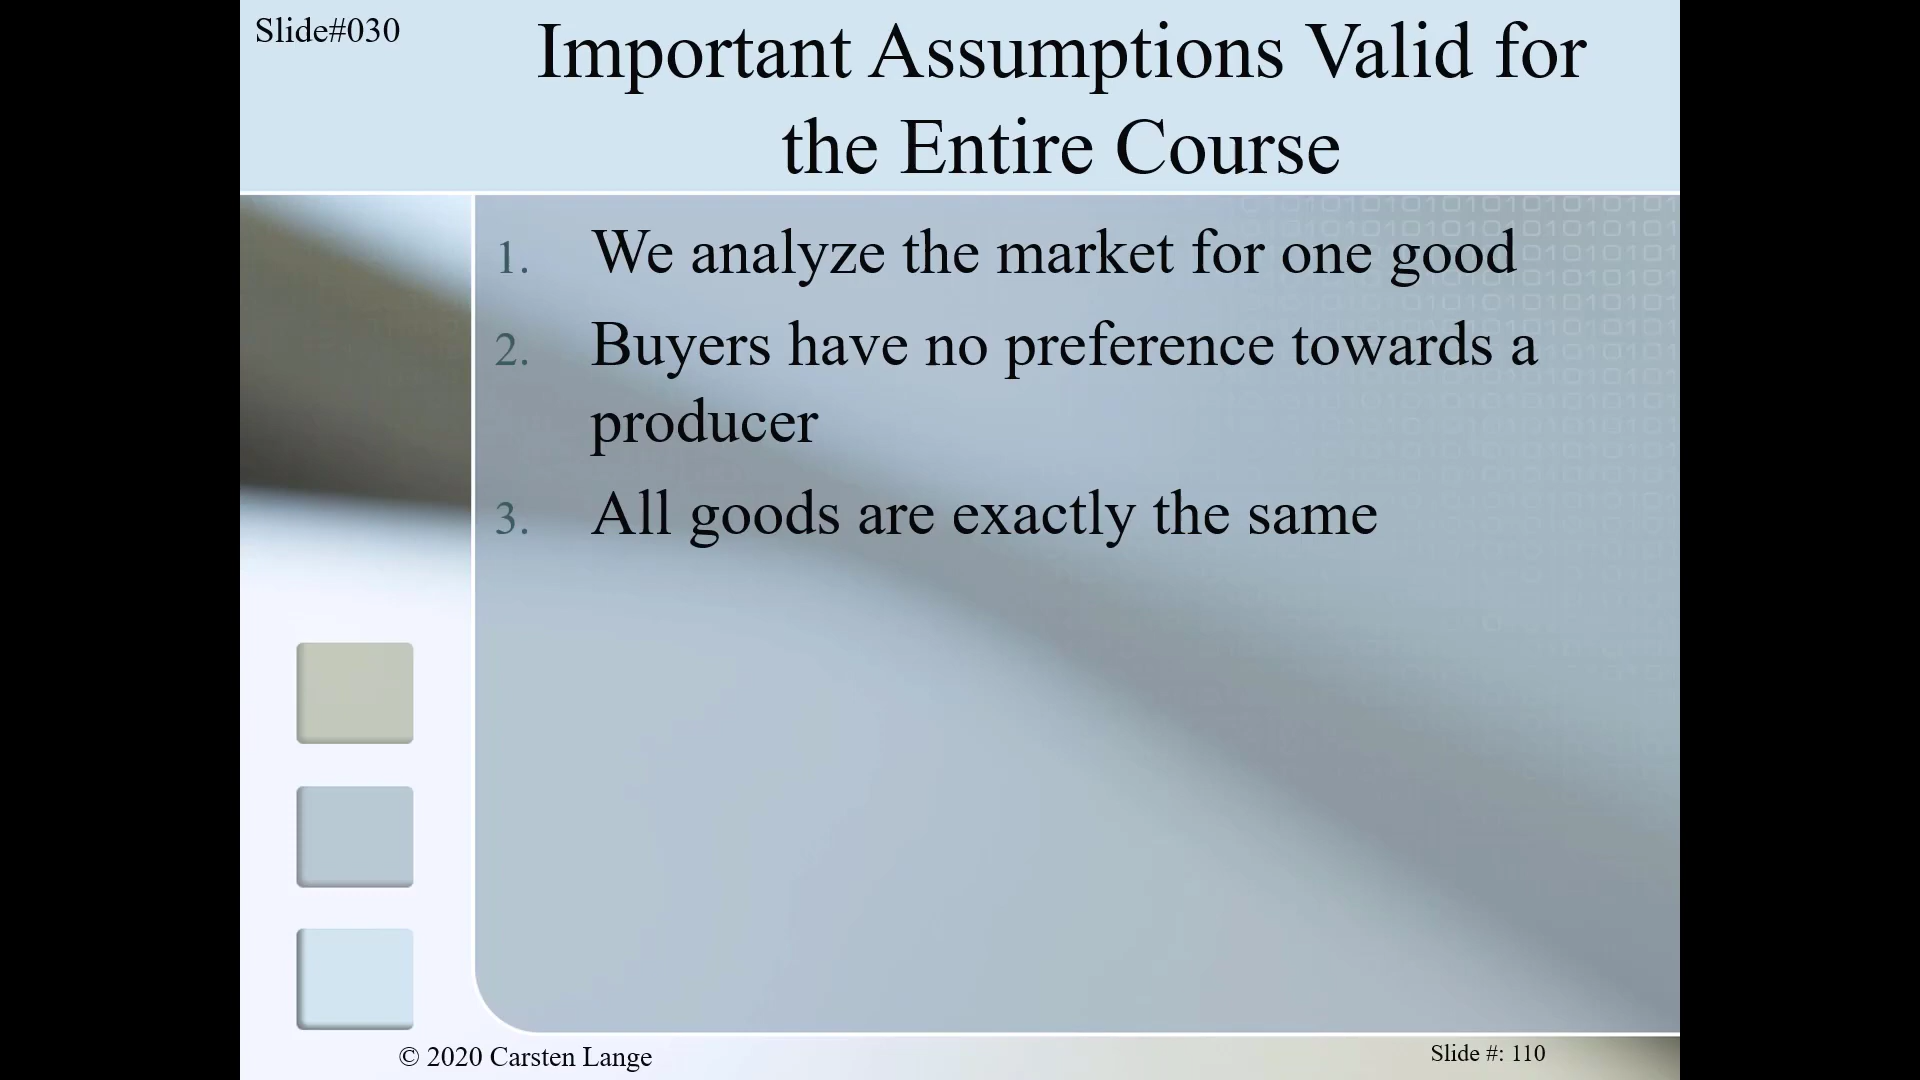 Slide#030
Important Assumptions Valid for
the Entire Course
1. We analyze the market for one good
2. Buyers have no preference towards a
producer
3. All goods are exactly the same
© 2020 Carsten Lange
Slide #: 110